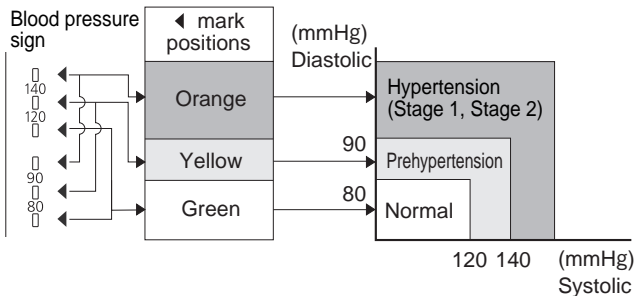 Blood pressure
sign
◀ mark
positions
(mmHg)
Diastolic
140
120
90
80
Orange
Yellow
Green
90
80
Hypertension
(Stage 1, Stage 2)
Prehypertension
Normal
120 140 (mmHg)
Systolic